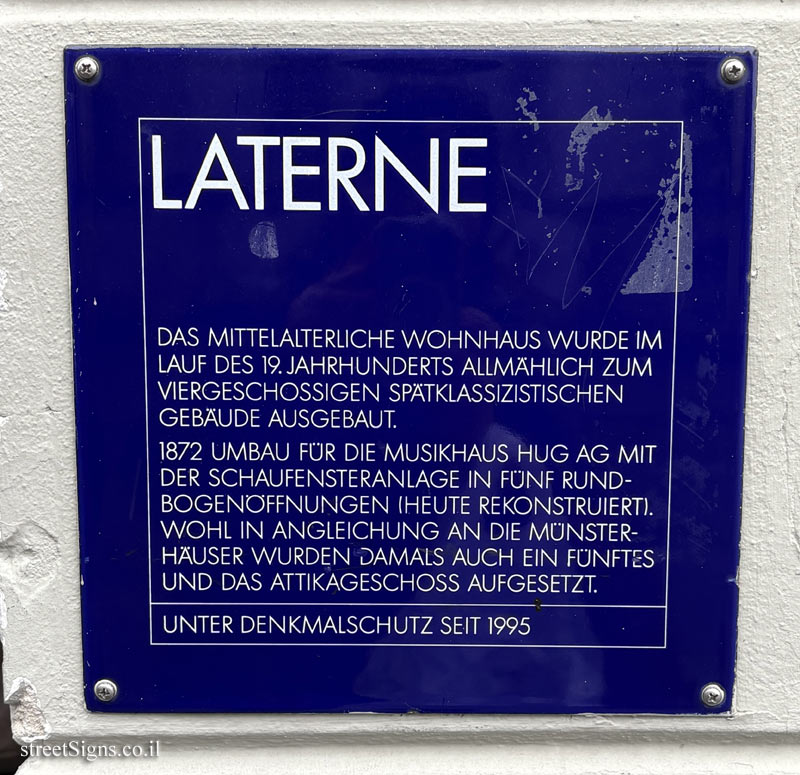 LATERNE
DAS MITTELALTERLICHE WOHNHAUS WURDE IM
LAUF DES 19. JAHRHUNDERTS ALLMÄHLICH ZUM
VIERGESCHOSSIGEN SPÄTKLASSIZISTISCHEN
GEBÄUDE AUSGEBAUT.
1872 UMBAU FÜR DIE MUSIKHAUS HUG AG MIT
DER SCHAUFENSTERANLAGE IN FÜNF RUND-
BOGENÖFFNUNGEN (HEUTE REKONSTRUIERT).
WOHL IN ANGLEICHUNG AN DIE MÜNSTER-
HÄUSER WURDEN DAMALS AUCH EIN FÜNFTES
UND DAS ATTIKAGESCHOSS AUFGESETZT.
UNTER DENKMALSCHUTZ SEIT 1995
streetSigns.co.il